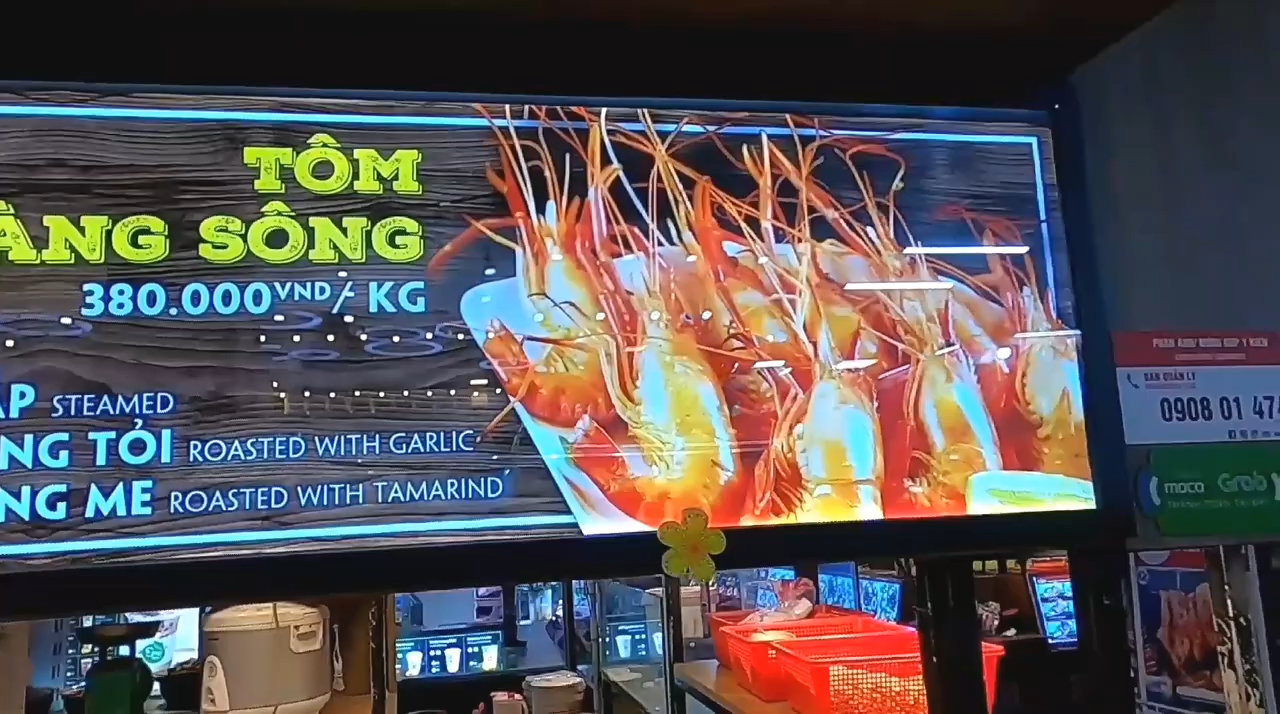 TÔM
ÀNG SÔNG
380.000VND/ KG
ẤP STEAMED
NG TỎI ROASTED WITH GARLIC
NG ME ROASTED WITH TAMARIND
BAN QUẢN LÝ
0908 01 47
moca Grab